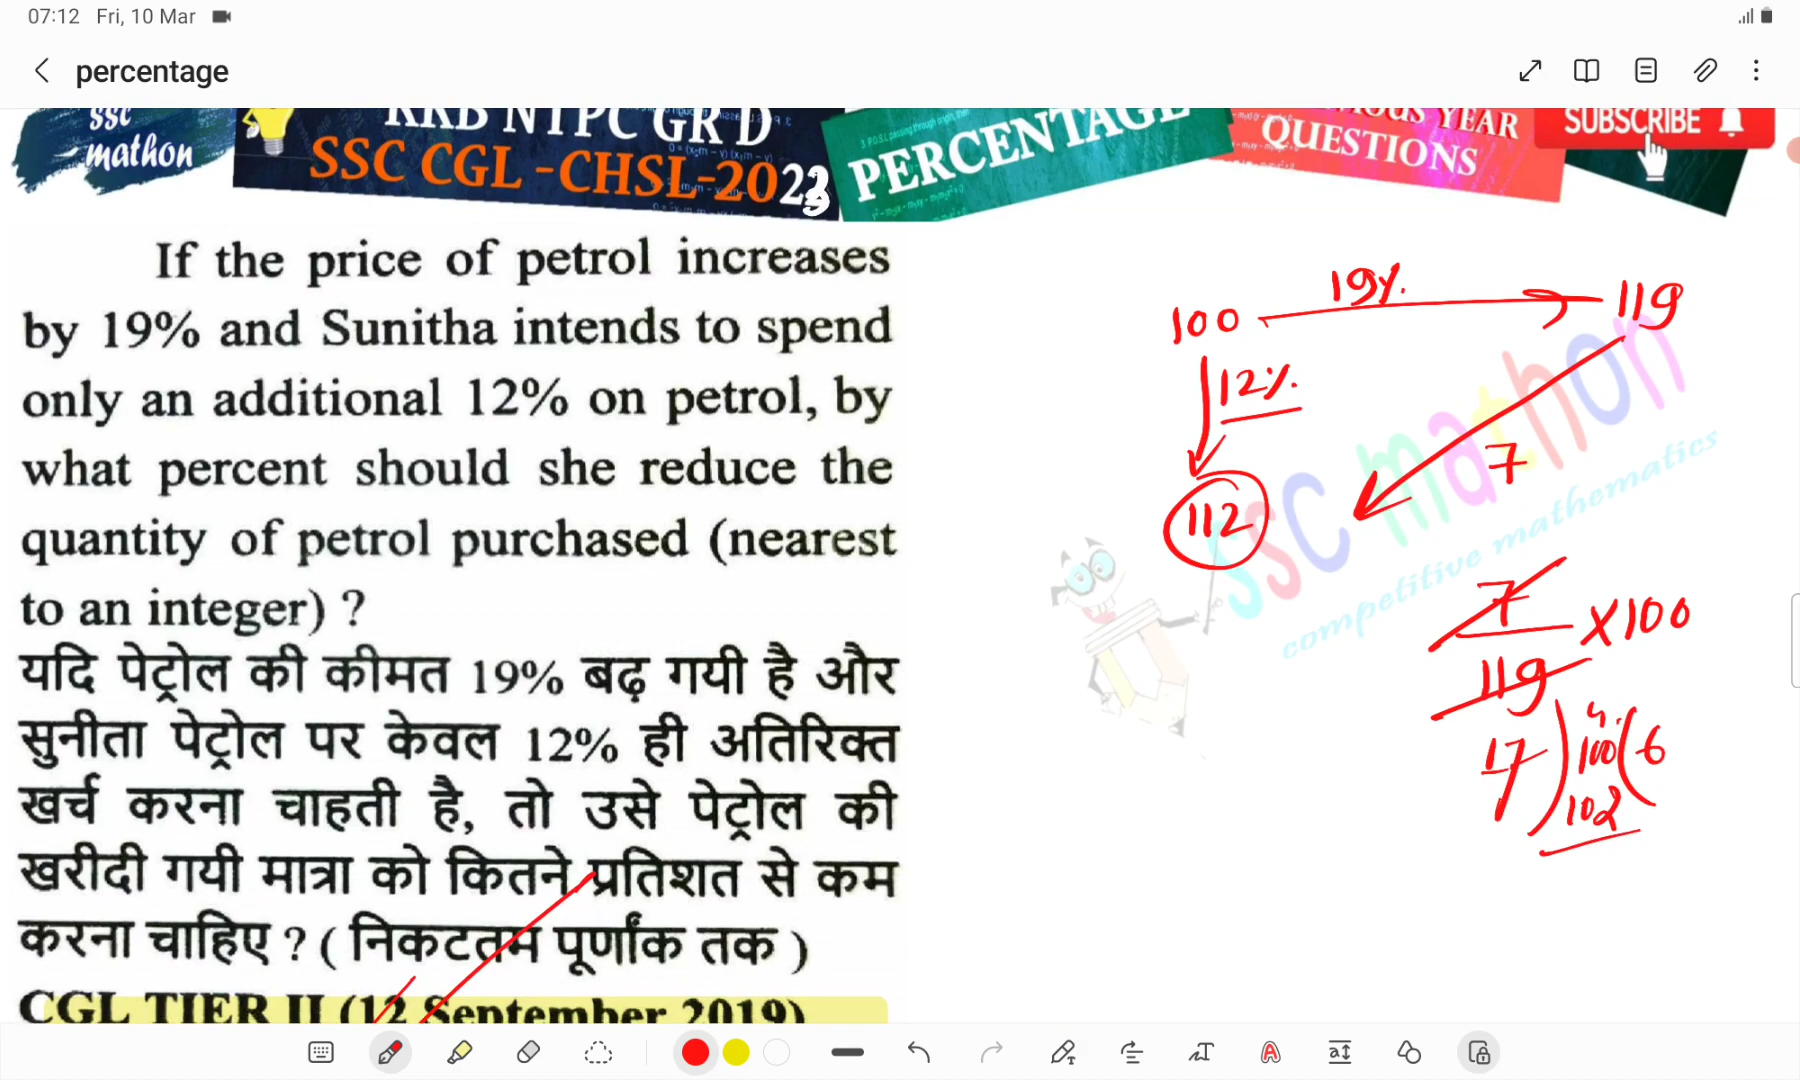 07:12 Fri, 10 Mar
percentage
ssc
mathon
RRB NTPC GR D
SSC CGL -CHSL-2023
PERCENTAGE
YEAR
QUESTIONS
SUBSCRIBE
If the price of petrol increases
by 19% and Sunitha intends to spend
only an additional 12% on petrol, by
what percent should she reduce the
quantity of petrol purchased (nearest
to an integer) ?
यदि पेट्रोल की कीमत 19% बढ़ गयी है और
सुनीता पेट्रोल पर केवल 12% ही अतिरिक्त
खर्च करना चाहती है, तो उसे पेट्रोल की
खरीदी गयी मात्रा को कितने प्रतिशत से कम
करना चाहिए ? ( निकटतम पूर्णांक तक )
CGL TIER II (12 September 2019)
19%.
100
119
12%.
7
112
ssc mathon
competitive mathematics
7
×100
119
17)100(6
102